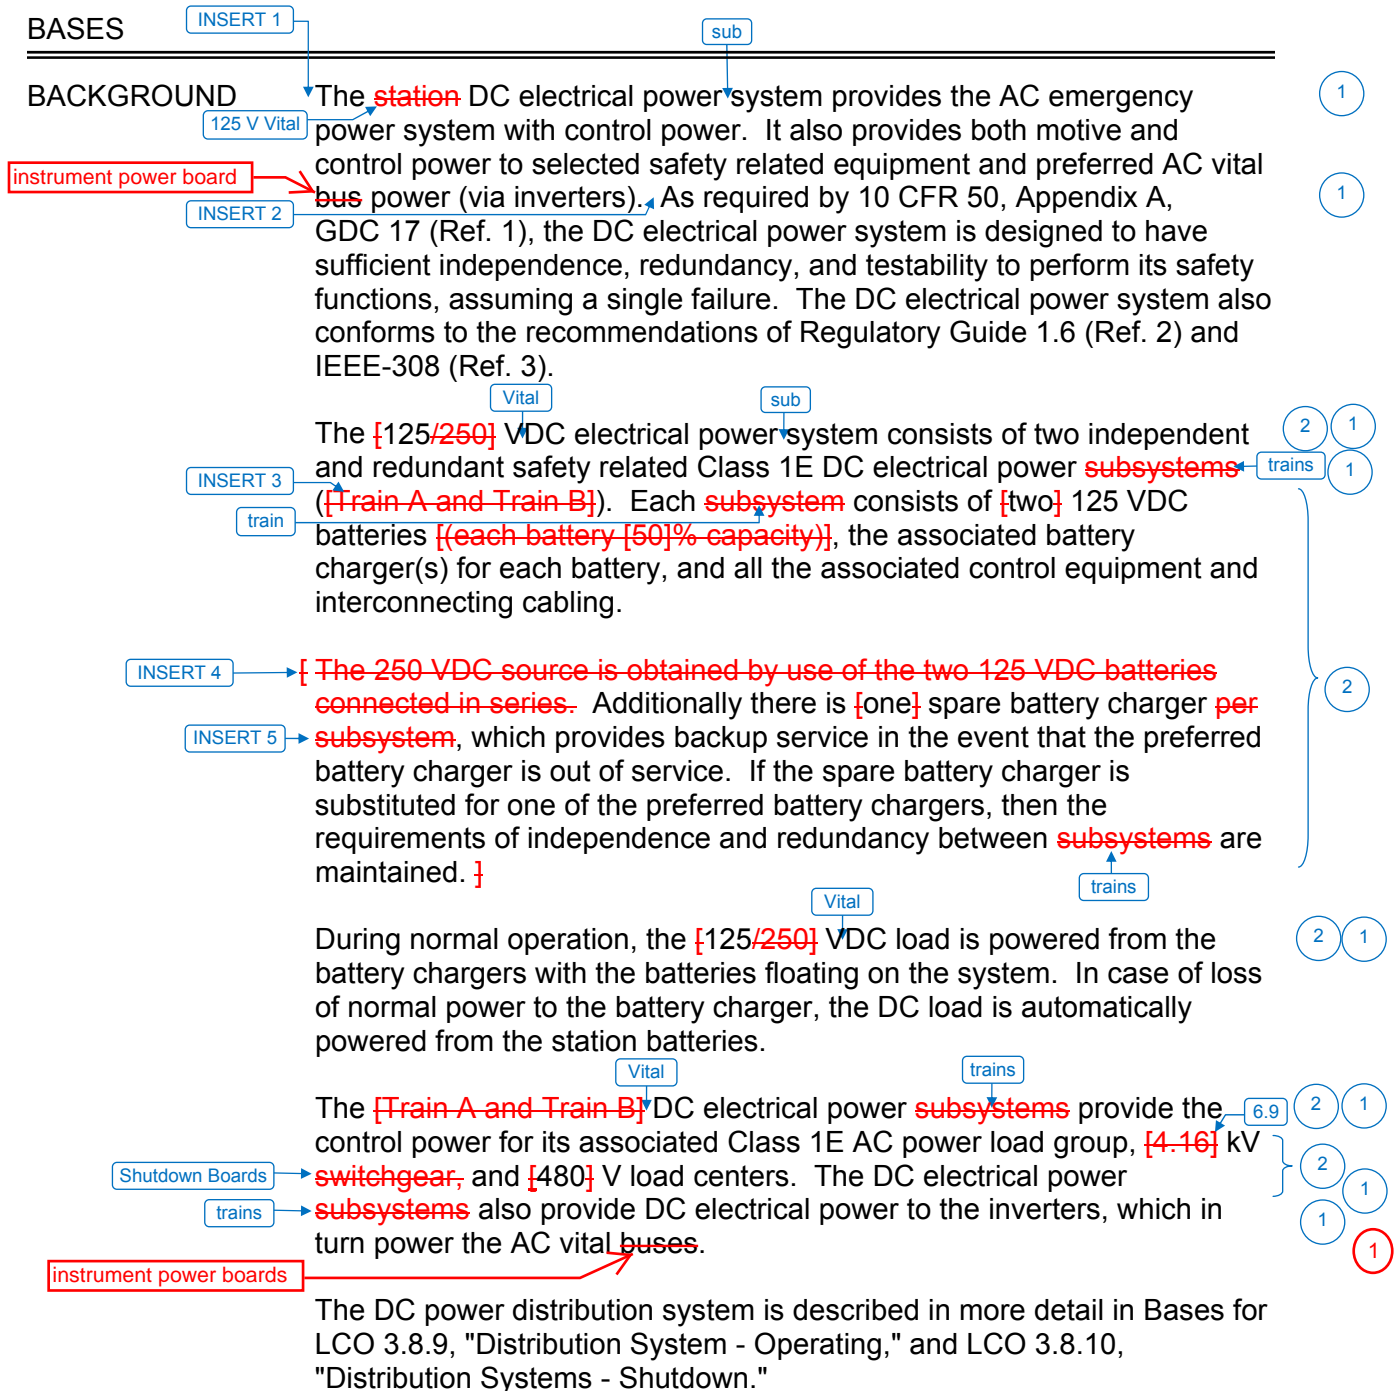 INSERT 1
BASES
sub
BACKGROUND The station DC electrical power system provides the AC emergency 1
125 V Vital power system with control power. It also provides both motive and
control power to selected safety related equipment and preferred AC vital
instrument power board
bus power (via inverters). As required by 10 CFR 50, Appendix A, 1
INSERT 2
GDC 17 (Ref. 1), the DC electrical power system is designed to have
sufficient independence, redundancy, and testability to perform its safety
functions, assuming a single failure. The DC electrical power system also
conforms to the recommendations of Regulatory Guide 1.6 (Ref. 2) and
IEEE-308 (Ref. 3).
Vital sub
The [125/250] VDC electrical power system consists of two independent 2 1
and redundant safety related Class 1E DC electrical power subsystems trains 1
INSERT 3
([Train A and Train B]). Each subsystem consists of [two] 125 VDC
train
batteries [(each battery [50]% capacity)], the associated battery
charger(s) for each battery, and all the associated control equipment and
interconnecting cabling.
INSERT 4 [ The 250 VDC source is obtained by use of the two 125 VDC batteries
connected in series. Additionally there is [one] spare battery charger per 2
INSERT 5 subsystem, which provides backup service in the event that the preferred
battery charger is out of service. If the spare battery charger is
substituted for one of the preferred battery chargers, then the
requirements of independence and redundancy between subsystems are
maintained. ]
trains
Vital
During normal operation, the [125/250] VDC load is powered from the 2 1
battery chargers with the batteries floating on the system. In case of loss
of normal power to the battery charger, the DC load is automatically
powered from the station batteries.
Vital trains
The [Train A and Train B] DC electrical power subsystems provide the 6.9 2 1
control power for its associated Class 1E AC power load group, [4.16] kV
Shutdown Boards switchgear, and [480] V load centers. The DC electrical power 2 1
trains subsystems also provide DC electrical power to the inverters, which in 1
turn power the AC vital buses. 1
instrument power boards
The DC power distribution system is described in more detail in Bases for
LCO 3.8.9, "Distribution System - Operating," and LCO 3.8.10,
"Distribution Systems - Shutdown."